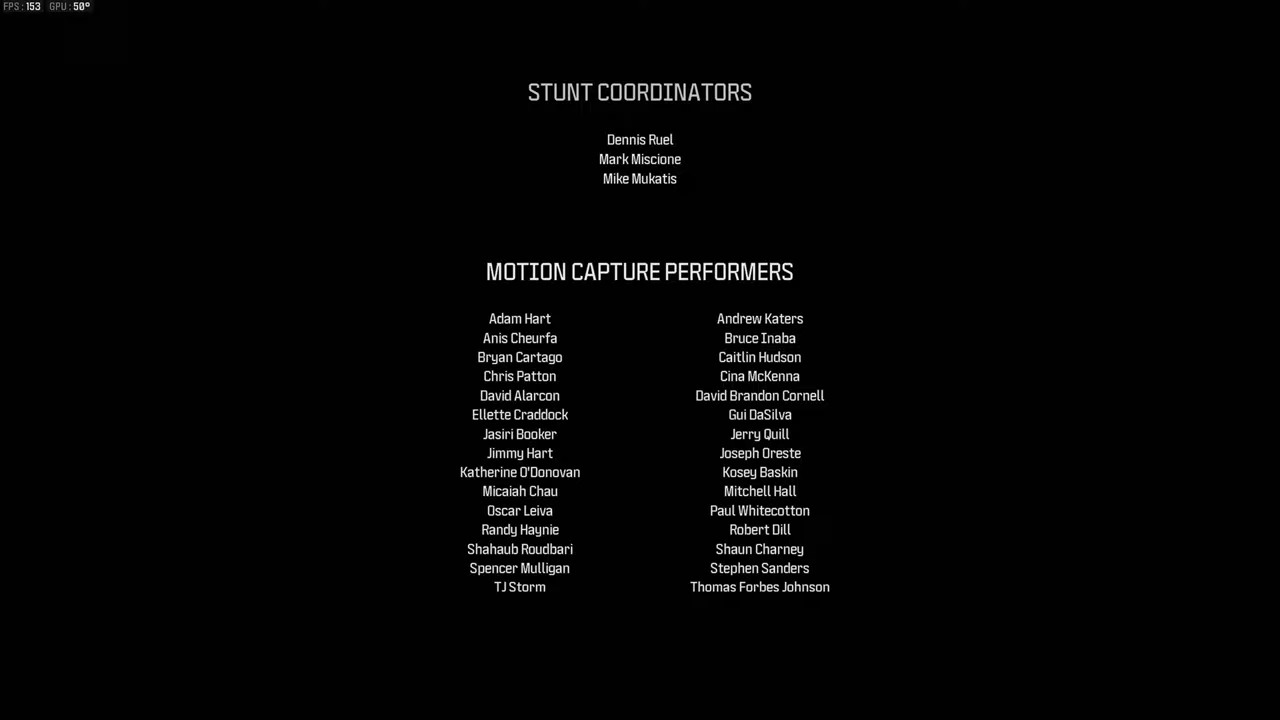 FPS: 153 GPU: 50°
STUNT COORDINATORS
Dennis Ruel
Mark Miscione
Mike Mukatis
MOTION CAPTURE PERFORMERS
Adam Hart Andrew Katers
Anis Cheurfa Bruce Inaba
Bryan Cartago Caitlin Hudson
Chris Patton Cina McKenna
David Alarcon David Brandon Cornell
Ellette Craddock Gui DaSilva
Jasiri Booker Jerry Quill
Jimmy Hart Joseph Oreste
Katherine O'Donovan Kosey Baskin
Micaiah Chau Mitchell Hall
Oscar Leiva Paul Whitecotton
Randy Haynie Robert Dill
Shahaub Roudbari Shaun Charney
Spencer Mulligan Stephen Sanders
TJ Storm Thomas Forbes Johnson